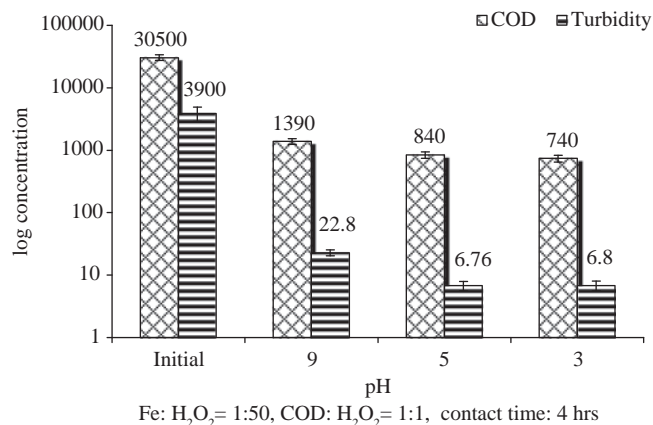 COD Turbidity
100000
10000
1000
100
10
1
log concentration
30500
3900
1390
22.8
840
6.76
740
6.8
Initial 9 5 3
pH
Fe: H₂O₂= 1:50, COD: H₂O₂= 1:1, contact time: 4 hrs